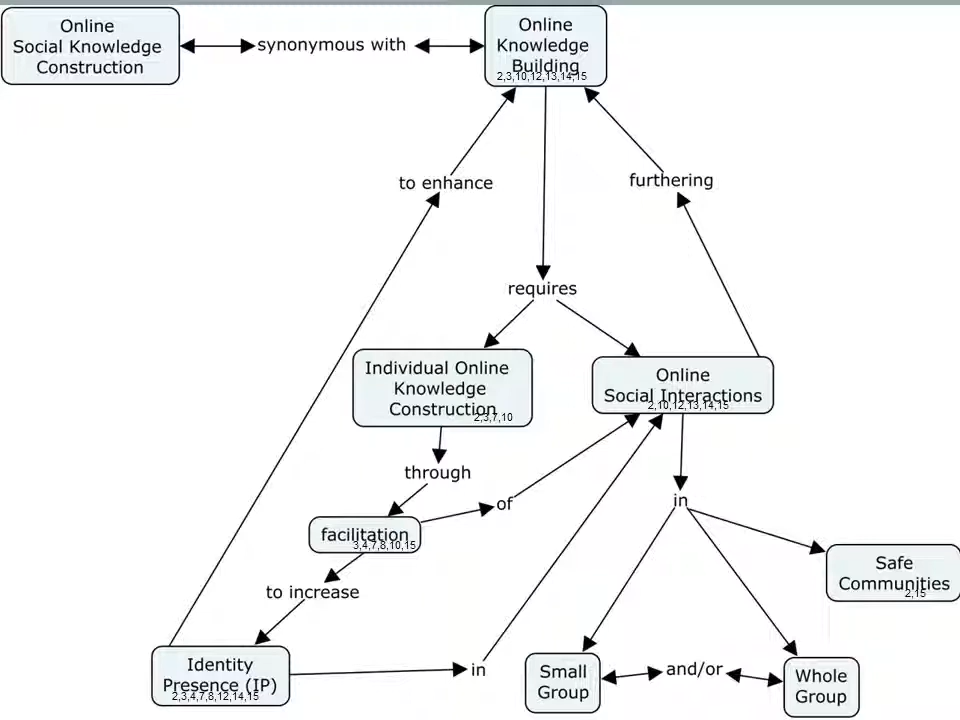 Online
Social Knowledge
Construction
synonymous with
Online
Knowledge
Building
2,3,10,12,13,14,15
to enhance
furthering
requires
Individual Online
Knowledge
Construction
2,3,7,10
Online
Social Interactions
2,10,12,13,14,15
through
of
in
facilitation
3,4,7,8,10,15
Safe
Communities
2,15
to increase
Identity
Presence (IP)
2,3,4,7,8,12,14,15
in
Small
Group
and/or
Whole
Group